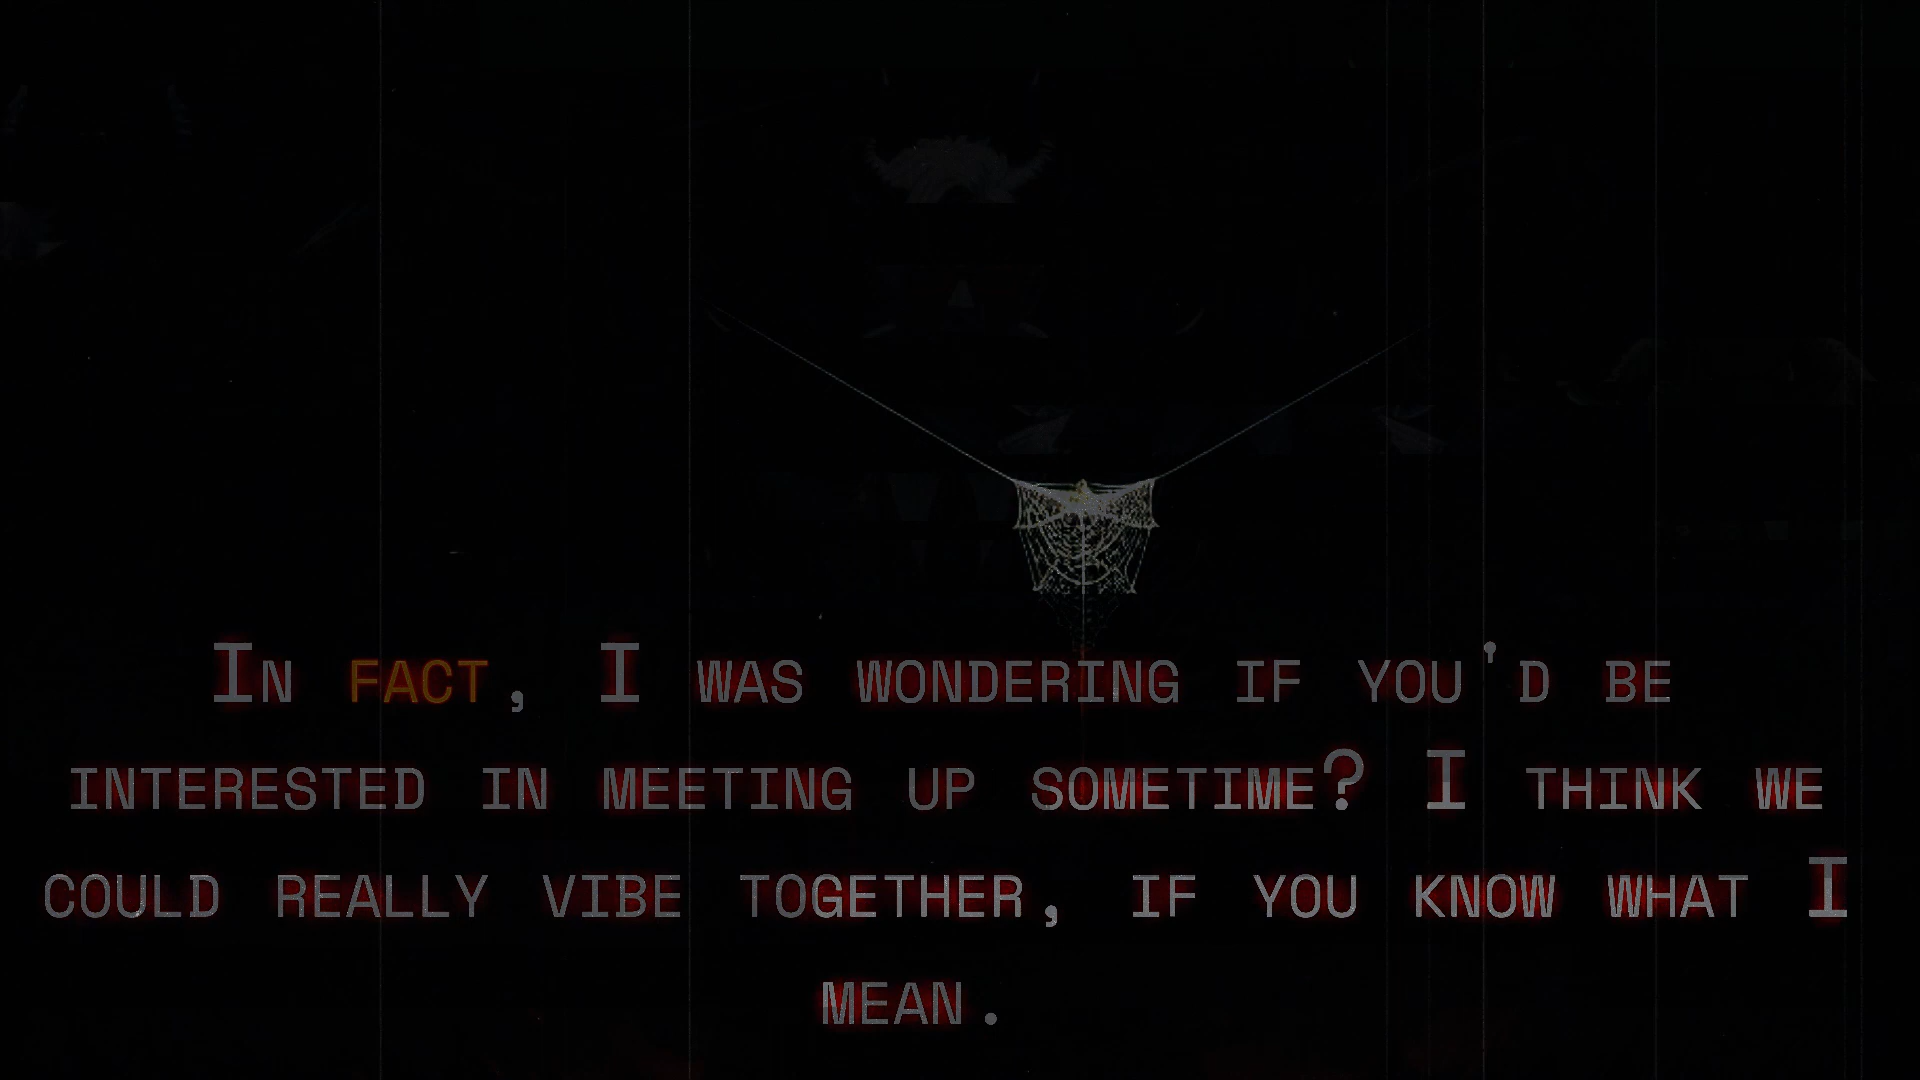 In fact, I was wondering if you'd be
interested in meeting up sometime? I think we
could really vibe together, if you know what I
mean.